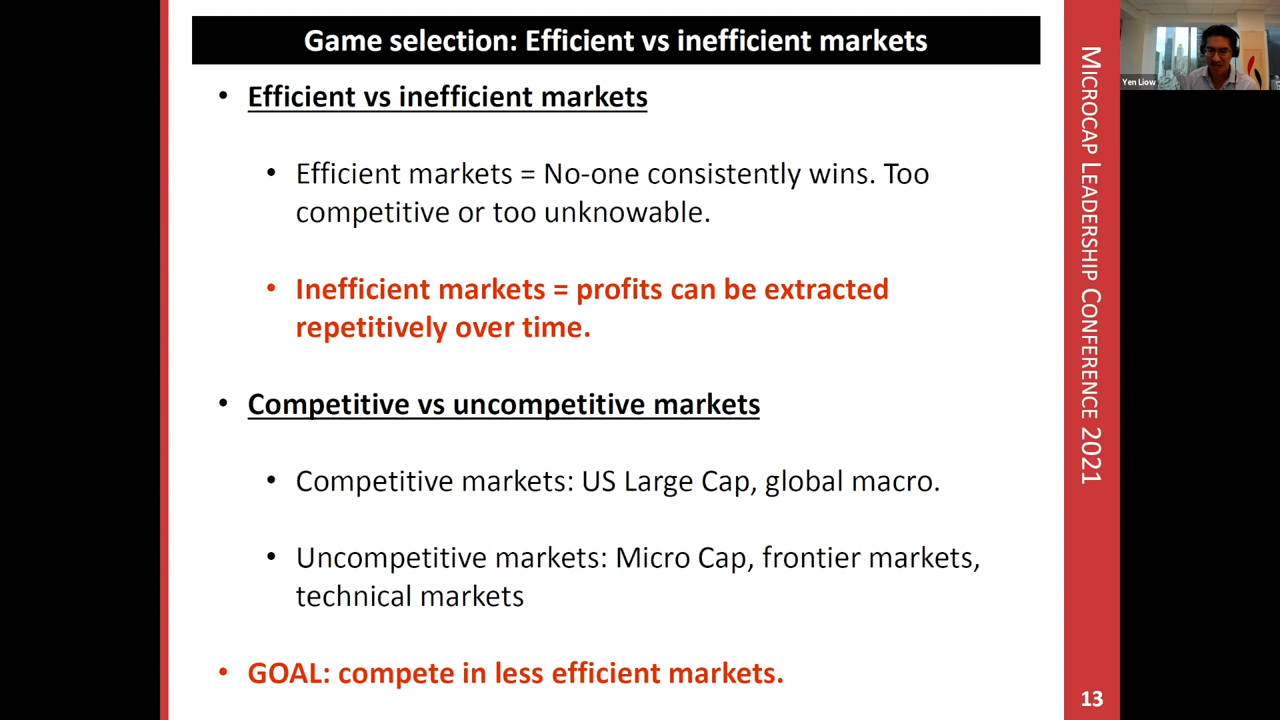 Game selection: Efficient vs inefficient markets
• Efficient vs inefficient markets
• Efficient markets = No-one consistently wins. Too
competitive or too unknowable.
• Inefficient markets = profits can be extracted
repetitively over time.
• Competitive vs uncompetitive markets
• Competitive markets: US Large Cap, global macro.
• Uncompetitive markets: Micro Cap, frontier markets,
technical markets
• GOAL: compete in less efficient markets.
MICROCAP LEADERSHIP CONFERENCE 2021
13
Yen Liow